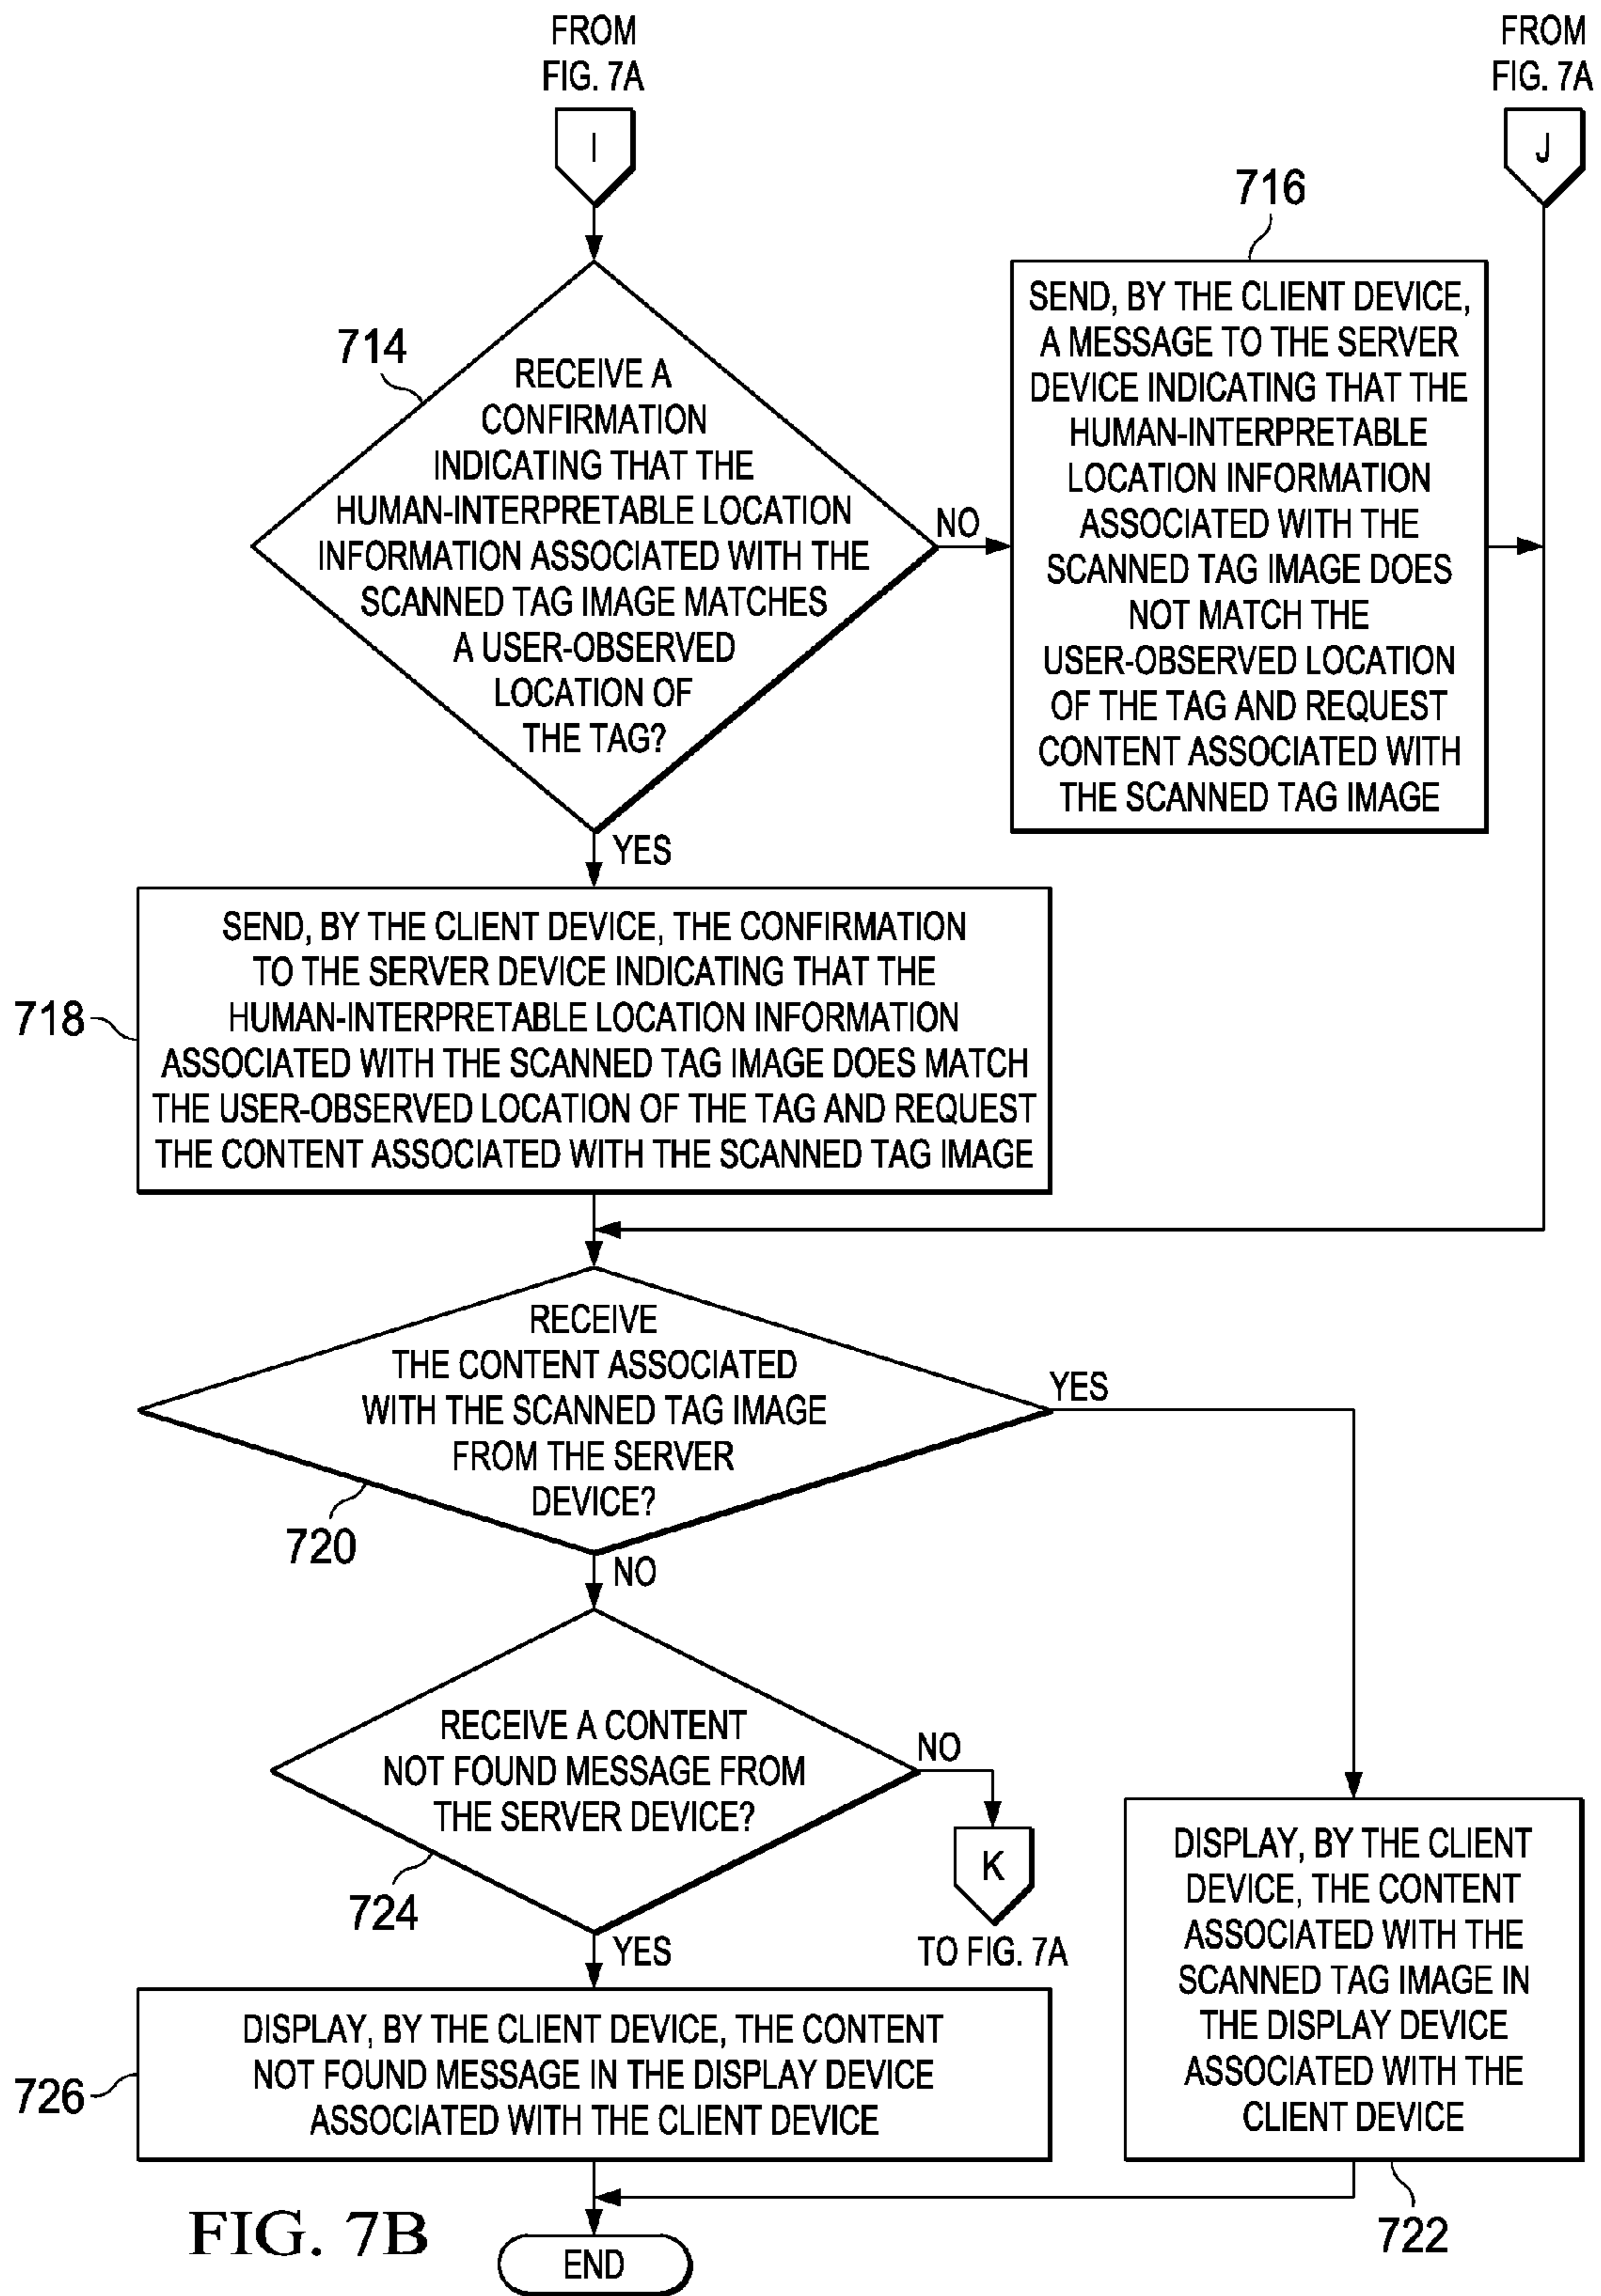 FROM
FIG. 7A
I
FROM
FIG. 7A
J
714
RECEIVE A
CONFIRMATION
INDICATING THAT THE
HUMAN-INTERPRETABLE LOCATION
INFORMATION ASSOCIATED WITH THE
SCANNED TAG IMAGE MATCHES
A USER-OBSERVED
LOCATION OF
THE TAG?
NO
716
SEND, BY THE CLIENT DEVICE,
A MESSAGE TO THE SERVER
DEVICE INDICATING THAT THE
HUMAN-INTERPRETABLE
LOCATION INFORMATION
ASSOCIATED WITH THE
SCANNED TAG IMAGE DOES
NOT MATCH THE
USER-OBSERVED LOCATION
OF THE TAG AND REQUEST
CONTENT ASSOCIATED WITH
THE SCANNED TAG IMAGE
YES
718
SEND, BY THE CLIENT DEVICE, THE CONFIRMATION
TO THE SERVER DEVICE INDICATING THAT THE
HUMAN-INTERPRETABLE LOCATION INFORMATION
ASSOCIATED WITH THE SCANNED TAG IMAGE DOES MATCH
THE USER-OBSERVED LOCATION OF THE TAG AND REQUEST
THE CONTENT ASSOCIATED WITH THE SCANNED TAG IMAGE
RECEIVE
THE CONTENT ASSOCIATED
WITH THE SCANNED TAG IMAGE
FROM THE SERVER
DEVICE?
YES
720
NO
RECEIVE A CONTENT
NOT FOUND MESSAGE FROM
THE SERVER DEVICE?
NO
K
TO FIG. 7A
724
YES
DISPLAY, BY THE CLIENT
DEVICE, THE CONTENT
ASSOCIATED WITH THE
SCANNED TAG IMAGE IN
THE DISPLAY DEVICE
ASSOCIATED WITH THE
CLIENT DEVICE
722
726
DISPLAY, BY THE CLIENT DEVICE, THE CONTENT
NOT FOUND MESSAGE IN THE DISPLAY DEVICE
ASSOCIATED WITH THE CLIENT DEVICE
FIG. 7B
END